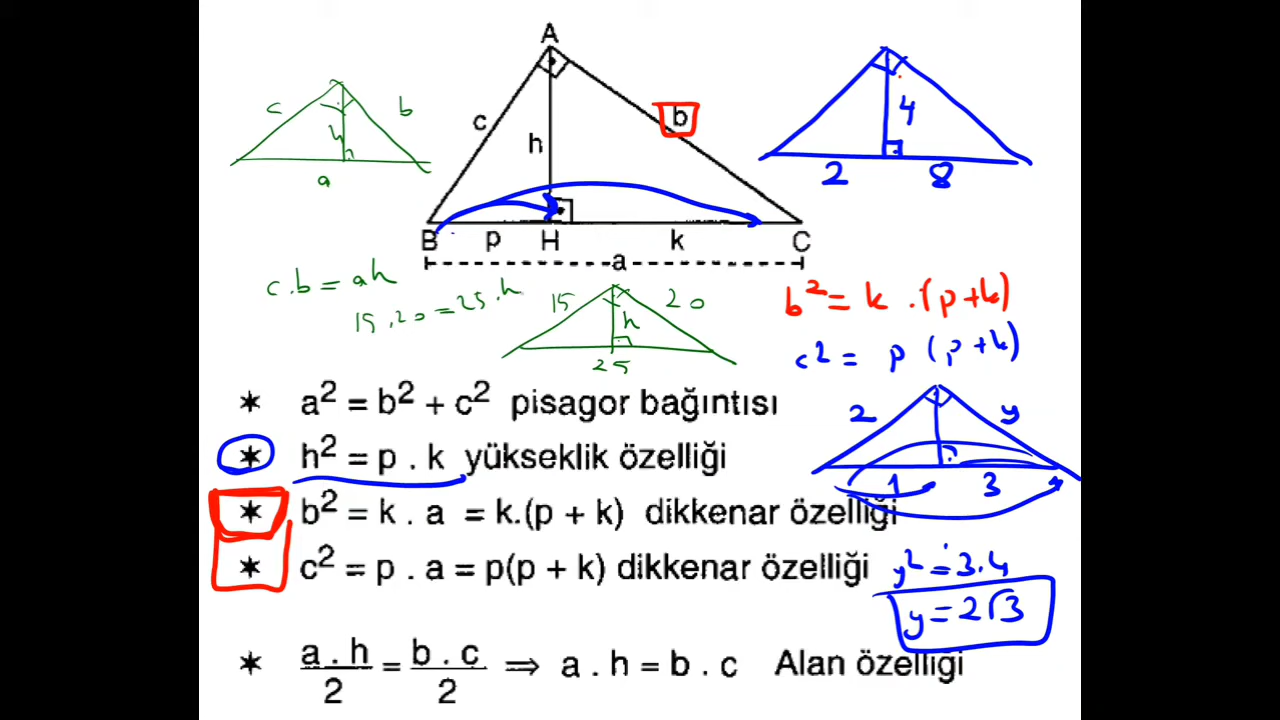 A
c
b
h
a
c
h
b
4
2
8
B
p
H
k
C
a
c.b = ah
15.20 = 25.h
15
20
h
25
b² = k .(p+k)
c² = p (p+k)
2
y
1
3
* a² = b² + c² pisagor bağıntısı
* h² = p . k yükseklik özelliği
* b² = k . a = k.(p + k) dikkenar özelliği
* c² = p . a = p(p + k) dikkenar özelliği
y² = 3.4
y = 2√3
* a . h / 2 = b . c / 2 ⇒ a . h = b . c Alan özelliği